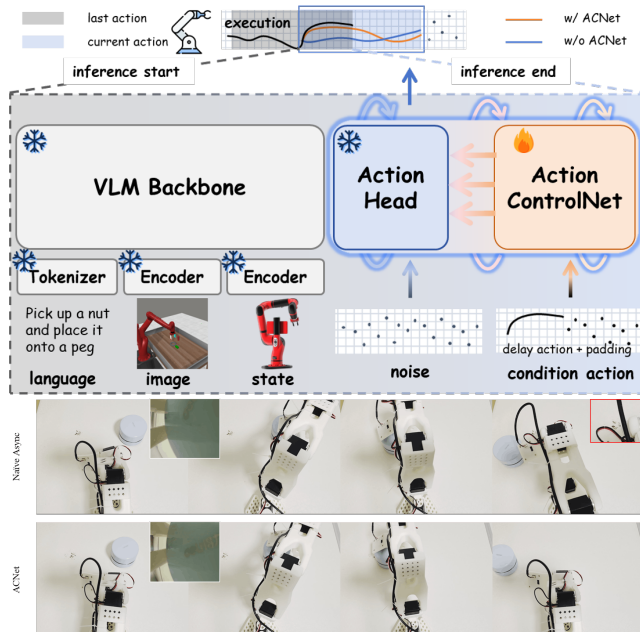 last action
current action
execution
w/ ACNet
w/o ACNet
inference start
inference end
VLM Backbone
Action
Head
Action
ControlNet
Tokenizer
Encoder
Encoder
Pick up a nut
and place it
onto a peg
language
image
state
noise
delay action + padding
condition action
Naive Async
ACNet